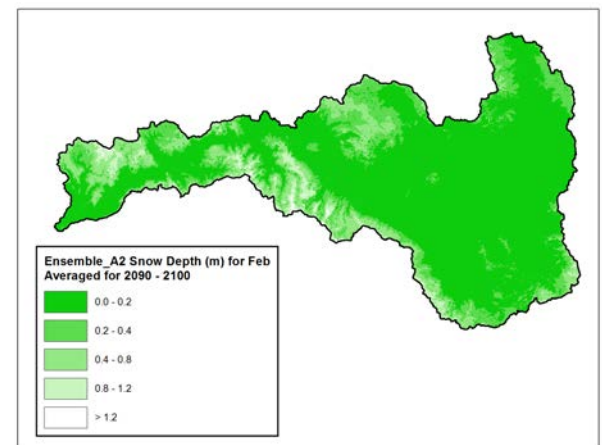 Ensemble_A2 Snow Depth (m) for Feb
Averaged for 2090 - 2100
0.0 - 0.2
0.2 - 0.4
0.4 - 0.8
0.8 - 1.2
> 1.2